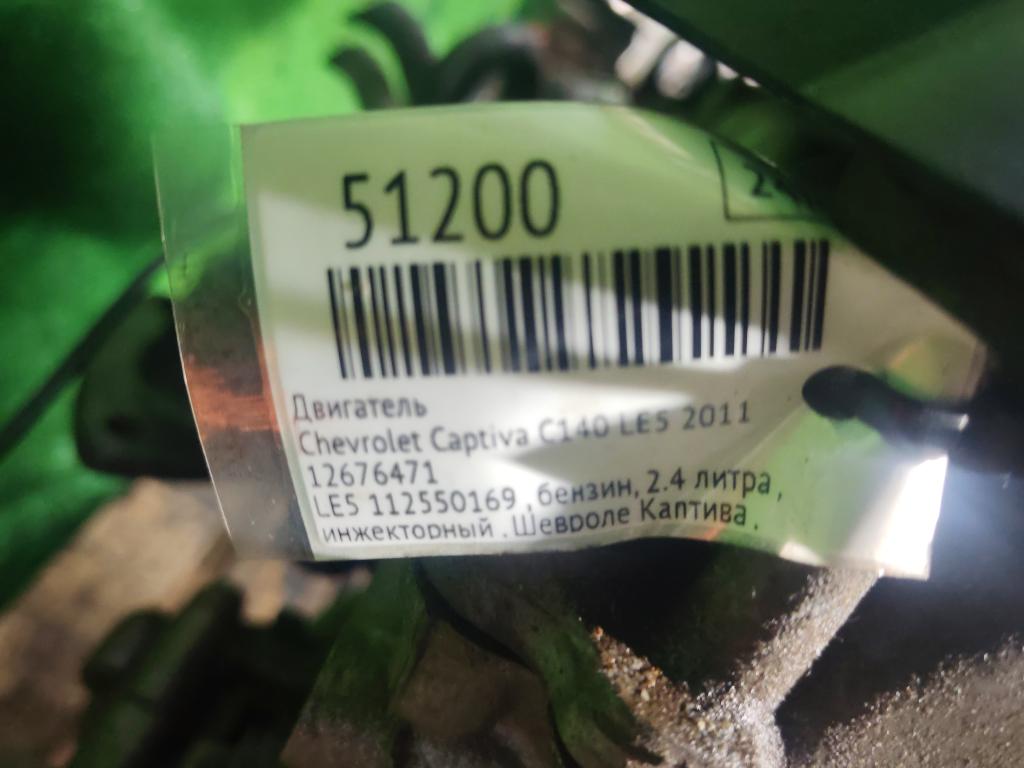 51200
Двигатель
Chevrolet Captiva C140 LE5 2011
12676471
LE5 112550169 , бензин, 2.4 литра ,
инжекторный , Шевроле Каптива .